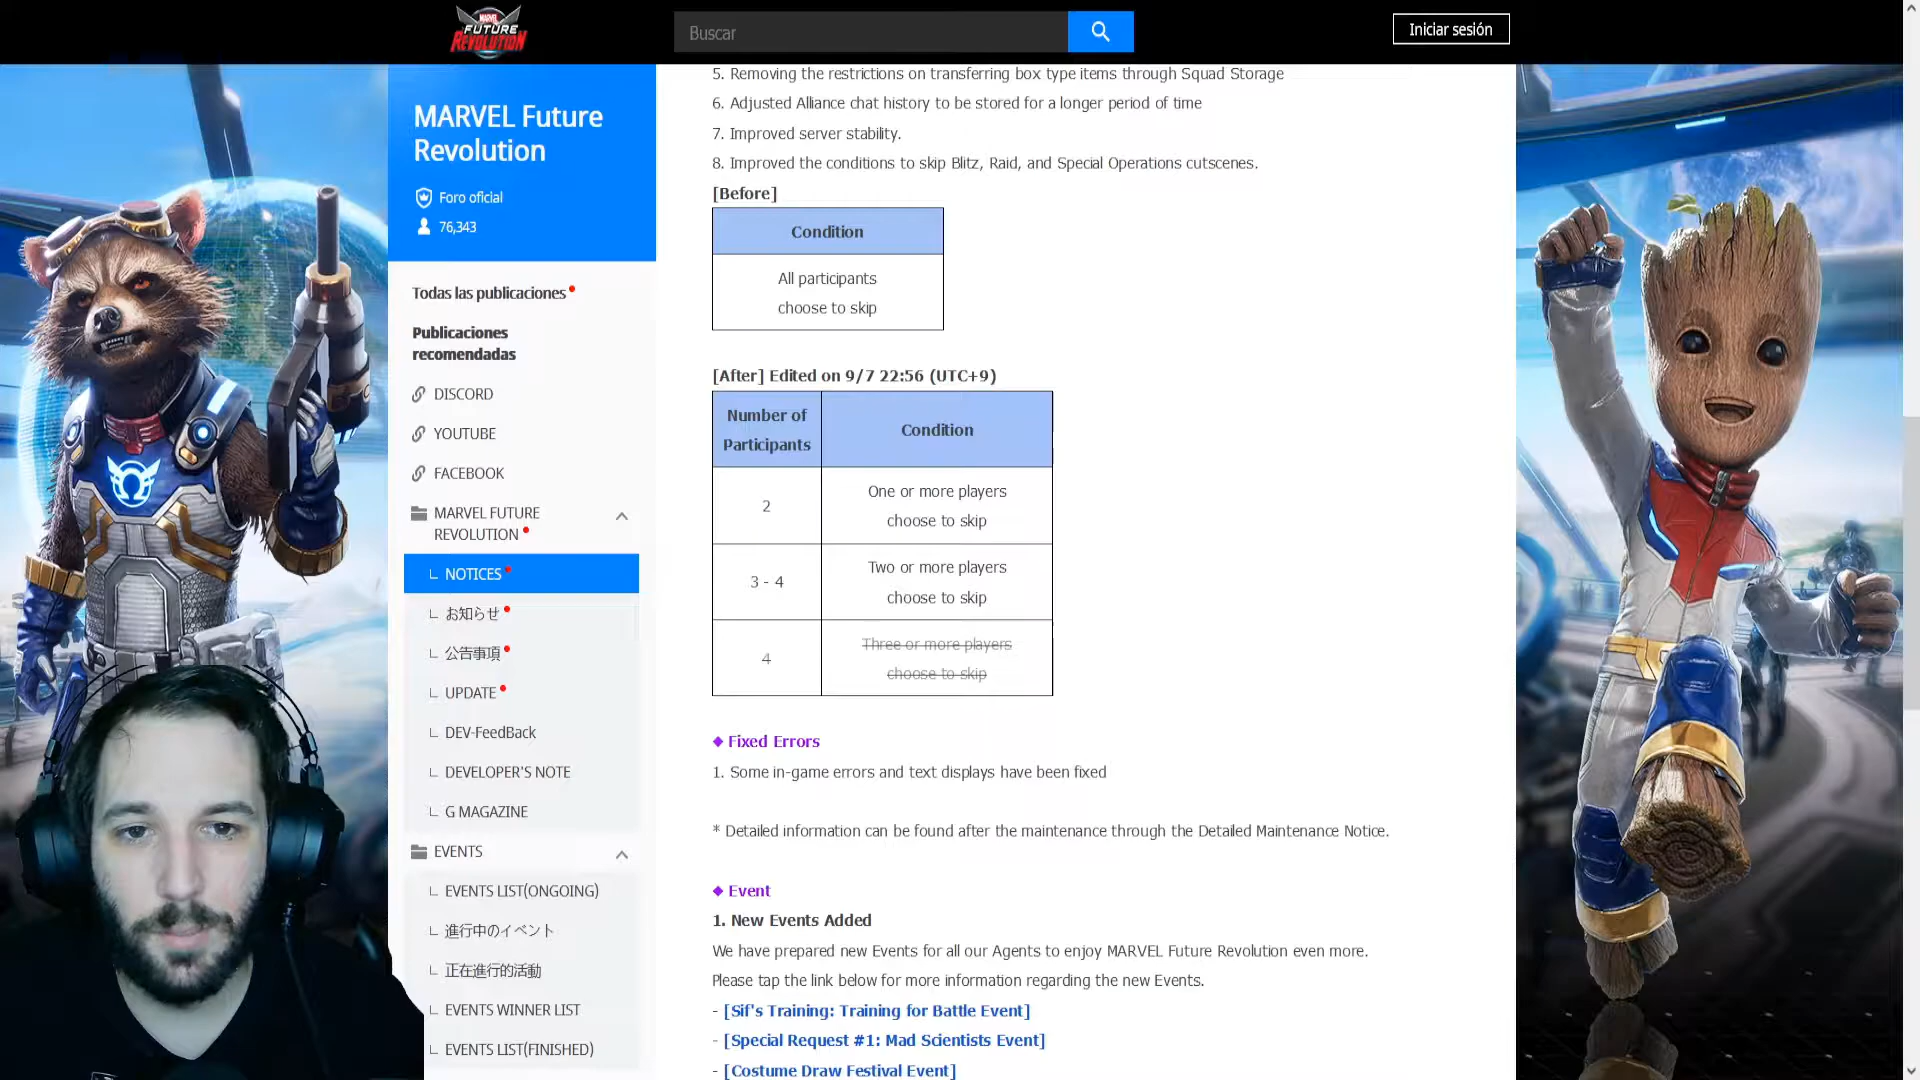 MARVEL
FUTURE
REVOLUTION
Buscar
Iniciar sesión
MARVEL Future
Revolution
Foro oficial
76,343
Todas las publicaciones
Publicaciones
recomendadas
DISCORD
YOUTUBE
FACEBOOK
MARVEL FUTURE
REVOLUTION
NOTICES
お知らせ
公告事項
UPDATE
DEV-FeedBack
DEVELOPER'S NOTE
G MAGAZINE
EVENTS
EVENTS LIST(ONGOING)
進行中のイベント
正在進行的活動
EVENTS WINNER LIST
EVENTS LIST(FINISHED)
5. Removing the restrictions on transferring box type items through Squad Storage
6. Adjusted Alliance chat history to be stored for a longer period of time
7. Improved server stability.
8. Improved the conditions to skip Blitz, Raid, and Special Operations cutscenes.
[Before]
Condition
All participants
choose to skip
[After] Edited on 9/7 22:56 (UTC+9)
Number of
Participants
Condition
2
One or more players
choose to skip
3 - 4
Two or more players
choose to skip
4
Three or more players
choose to skip
◆ Fixed Errors
1. Some in-game errors and text displays have been fixed
* Detailed information can be found after the maintenance through the Detailed Maintenance Notice.
◆ Event
1. New Events Added
We have prepared new Events for all our Agents to enjoy MARVEL Future Revolution even more.
Please tap the link below for more information regarding the new Events.
- [Sif's Training: Training for Battle Event]
- [Special Request #1: Mad Scientists Event]
- [Costume Draw Festival Event]